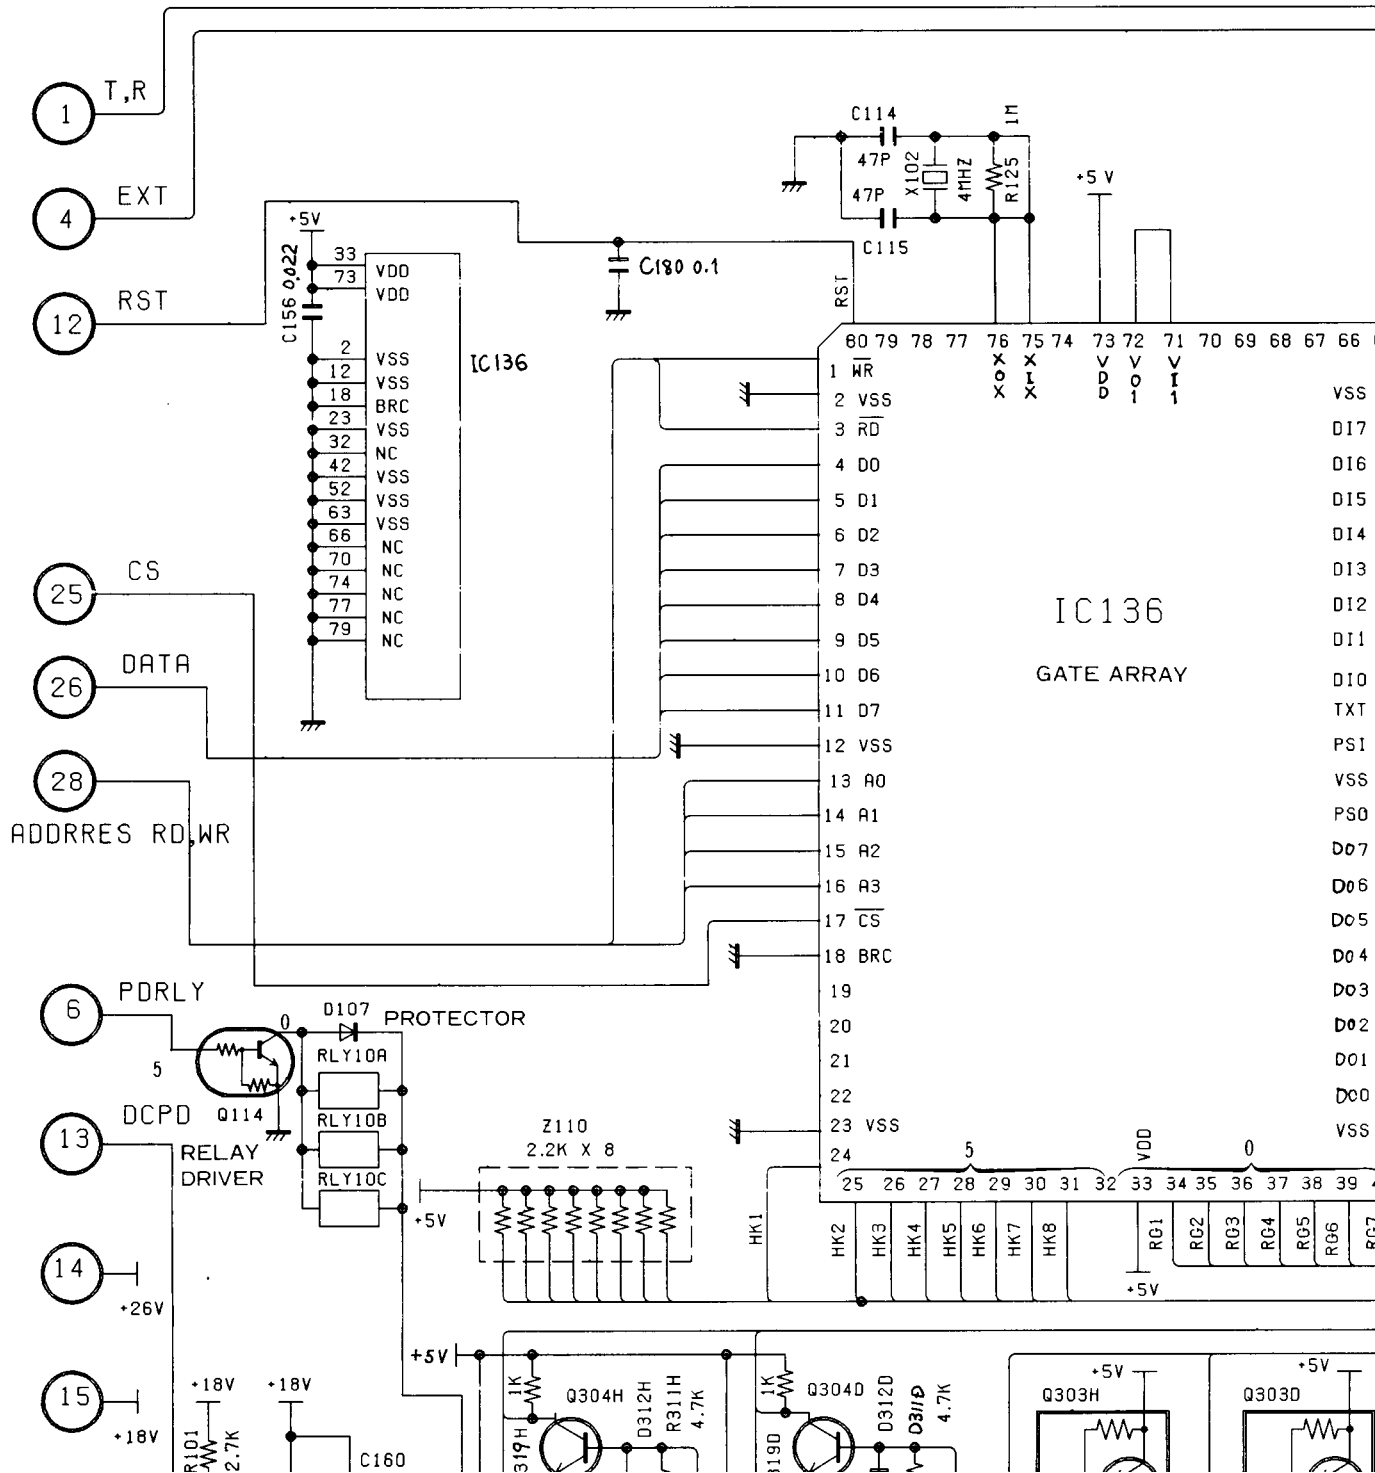 1
T,R
4
EXT
12
RST
+5V
C156 0.022
33 VDD
73 VDD
2 VSS
12 VSS
18 BRC
23 VSS
32 NC
42 VSS
52 VSS
63 VSS
66 NC
70 NC
74 NC
77 NC
79 NC
IC136
C180 0.1
C114
47P
X102
4MHZ
R125
1M
47P
C115
+5 V
RST
80 79 78 77 76 75 74 73 72 71 70 69 68 67 66
XOX
XIX
VDD
VO1
VI1
1 WR
2 VSS
3 RD
4 D0
5 D1
6 D2
7 D3
8 D4
9 D5
10 D6
11 D7
12 VSS
13 A0
14 A1
15 A2
16 A3
17 CS
18 BRC
19
20
21
22
23 VSS
24
IC136
GATE ARRAY
VSS
DI7
DI6
DI5
DI4
DI3
DI2
DI1
DI0
TXT
PSI
VSS
PSO
DO7
DO6
DO5
DO4
DO3
DO2
DO1
DO0
VSS
5
VDD
0
25 26 27 28 29 30 31 32 33 34 35 36 37 38 39
HK1
HK2
HK3
HK4
HK5
HK6
HK7
HK8
+5V
RG1
RG2
RG3
RG4
RG5
RG6
RG7
25
CS
26
DATA
28
ADDRRES RD,WR
6
PDRLY
5
0
Q114
D107
PROTECTOR
RLY10A
RLY10B
RLY10C
13
DCPD
RELAY
DRIVER
Z110
2.2K X 8
+5V
14
+26V
15
+18V
+18V
+18V
R101
2.7K
C160
+5V
1K
Q304H
D312H
R311H
4.7K
319H
1K
Q304D
D312D
D311D
4.7K
319D
+5V
Q303H
+5V
Q303D